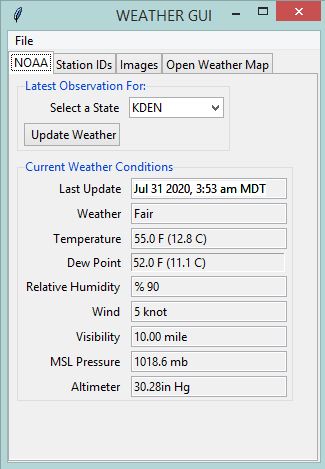 WEATHER GUI
File
NOAA Station IDs Images Open Weather Map
Latest Observation For:
Select a State KDEN
Update Weather
Current Weather Conditions
Last Update Jul 31 2020, 3:53 am MDT
Weather Fair
Temperature 55.0 F (12.8 C)
Dew Point 52.0 F (11.1 C)
Relative Humidity % 90
Wind 5 knot
Visibility 10.00 mile
MSL Pressure 1018.6 mb
Altimeter 30.28in Hg